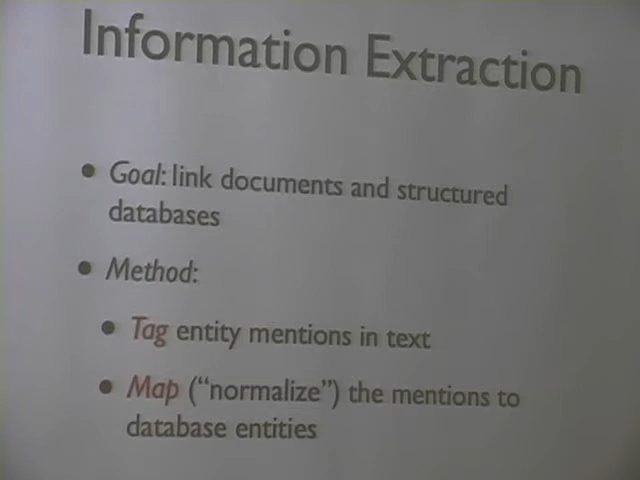 Information Extraction
• Goal: link documents and structured
databases
• Method:
• Tag entity mentions in text
• Map (“normalize”) the mentions to
database entities